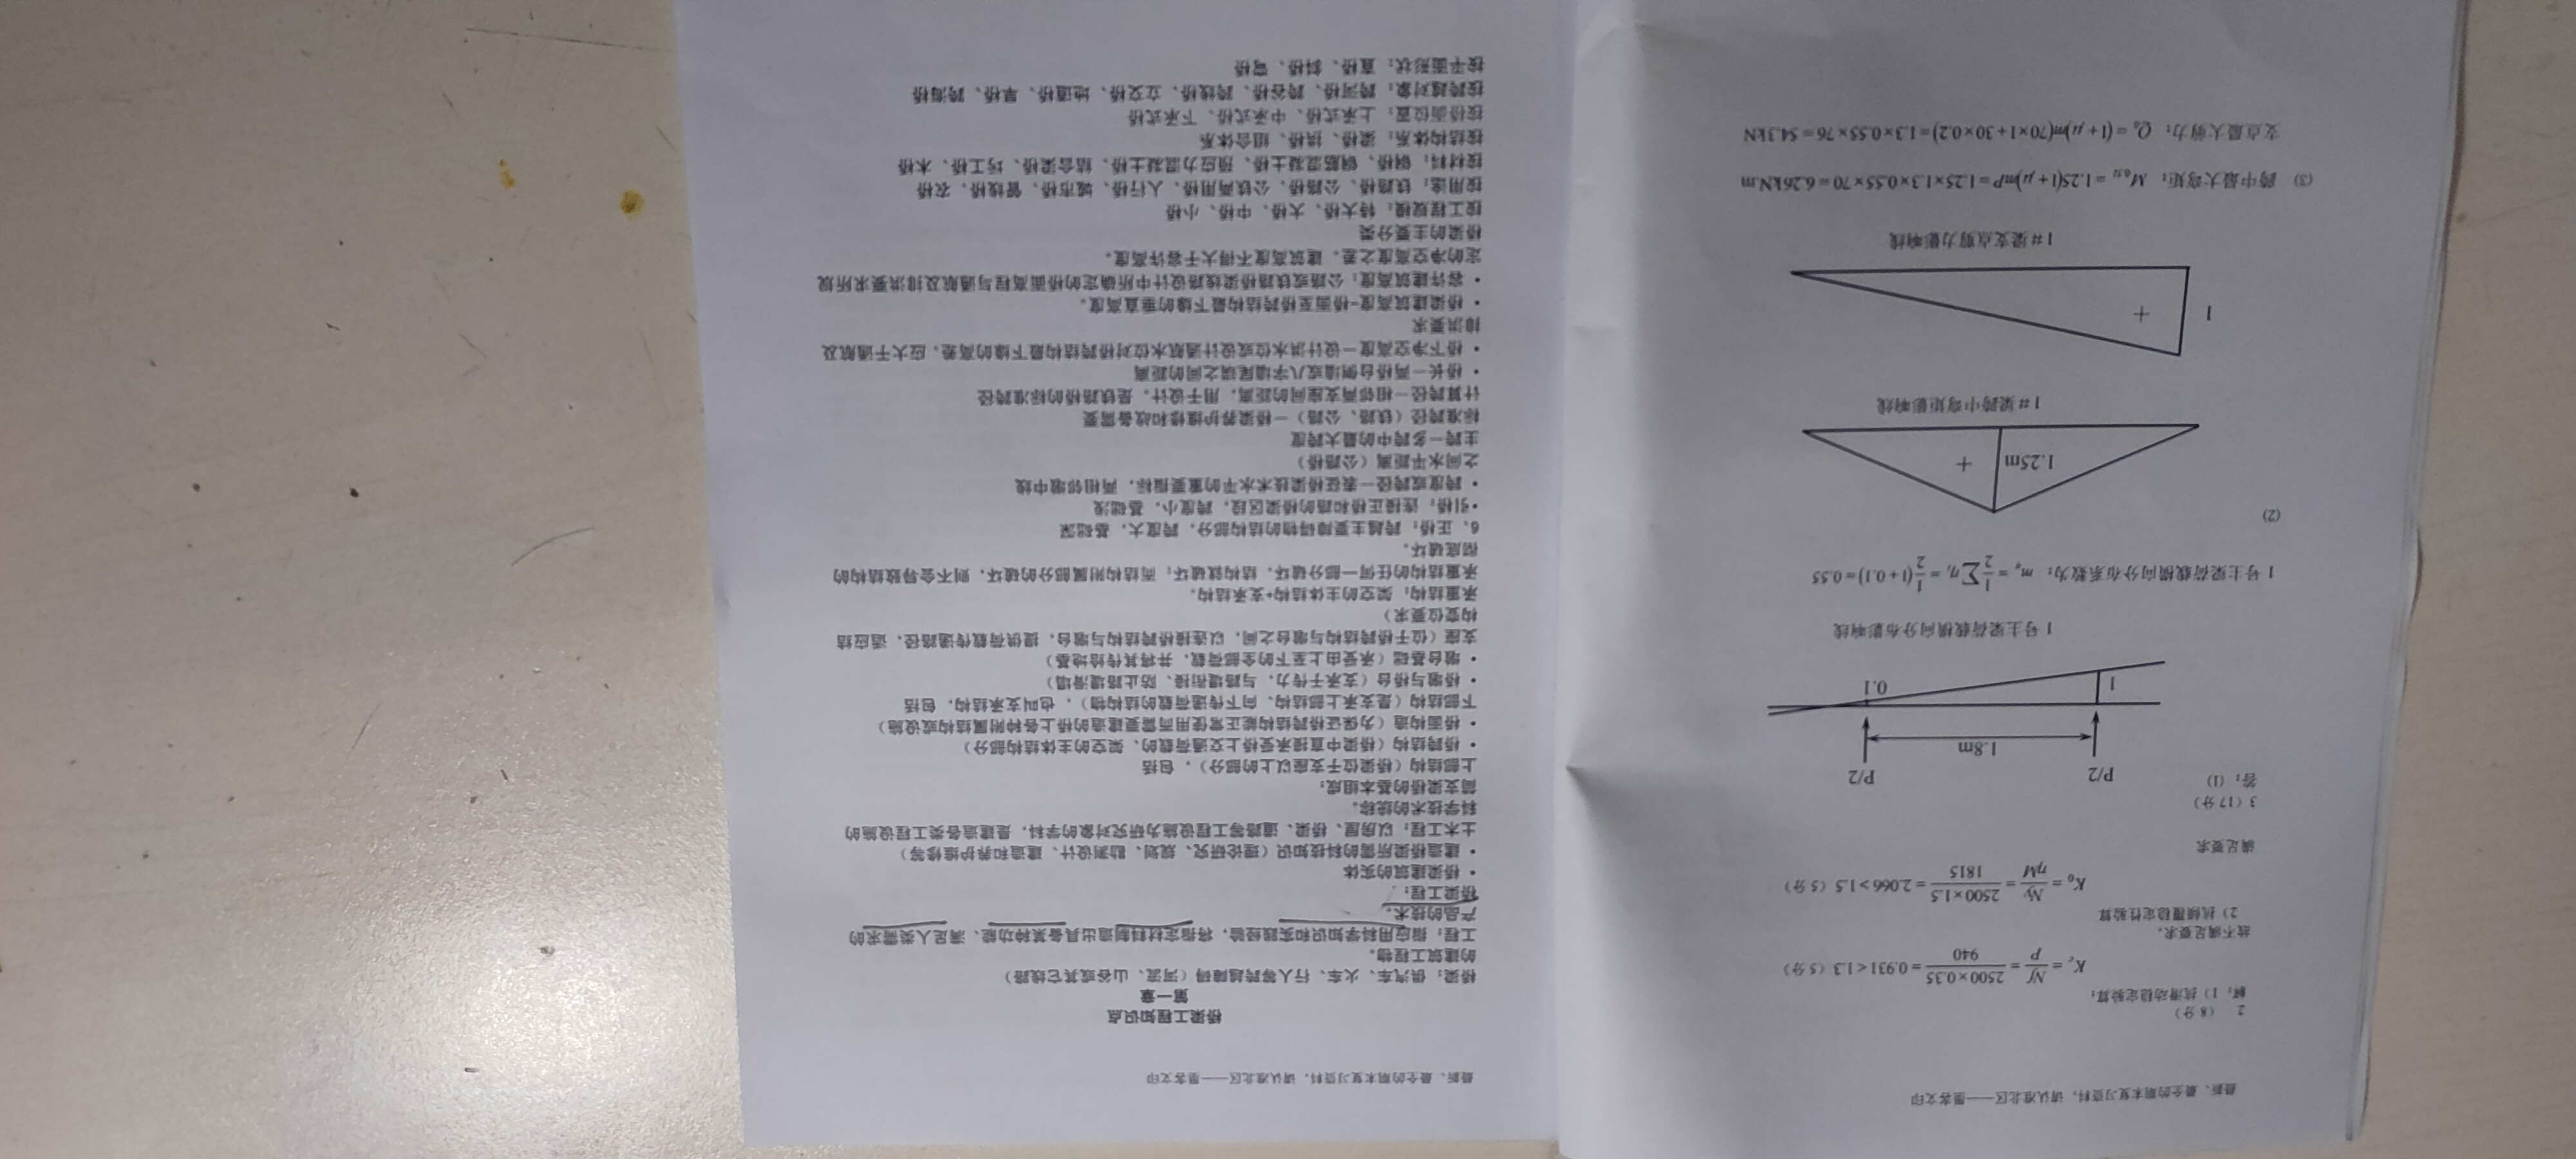 最新、最全的期末复习资料，请认准北区——墨客文印
2 （8 分）
解：1）抗滑动稳定验算：
K_c = Nf/P = 2500×0.35/940 = 0.931<1.3（5 分）
故不满足要求。
2）抗倾覆稳定性验算
K_0 = Ny/ηM = 2500×1.5/1815 = 2.066>1.5（5 分）
满足要求
3（17 分）
答：（1）
P/2 P/2
1.8m
1 0.1
1 号主梁荷载横向分布影响线
1 号主梁荷载横向分布系数为：m_e = 1/2 ∑η_i = 1/2 (1+0.1)=0.55
（2）
1.25m +
1＃梁跨中弯矩影响线
1 +
1＃梁支点剪力影响线
（3） 跨中最大弯矩： =1.25(1+μ)mP=1.25×1.3×0.55×70=6.26kN.m
支点最大剪力：Q_0=(1+μ)m(70×1+30×0.2)=1.3×0.55×76=54.3kN
最新、最全的期末复习资料，请认准北区——墨客文印
桥梁工程知识点
第一章
桥梁：供汽车、火车、行人等跨越障碍（河流、山谷或其它线路）
的建筑工程物。
工程：指应用科学知识和实践经验，将指定材料制造出具备某种功能、满足人类需求的
产品的技术。
桥梁工程：
• 桥梁建筑的实体
• 建造桥梁所需的科技知识（理论研究、规划、勘测设计、建造和养护维修等）
土木工程：以房屋、桥梁、道路等工程设施为研究对象的学科，是建造各类工程设施的
科学技术的统称。
简支梁桥的基本组成：
上部结构（桥梁位于支座以上的部分），包括
• 桥跨结构（桥梁中直接承受桥上交通荷载的、架空的主体结构部分）
• 桥面构造（为保证桥跨结构能正常使用而需要建造的桥上各种附属结构或设施）
下部结构（是支承上部结构、向下传递荷载的结构物），也叫支承结构，包括
• 桥墩与桥台（支承于传力，与路堤衔接、防止路堤滑塌）
• 墩台基础（承受由上至下的全部荷载，并将其传给地基）
支座（位于桥跨结构与墩台之间，以连接桥跨结构与墩台，提供荷载传递路径，适应结
构变位要求）
承重结构：架空的主体结构+支承结构。
承重结构的任何一部分破坏，结构就破坏；而结构附属部分的破坏，则不会导致结构的
彻底破坏。
6、正桥：跨越主要障碍物的结构部分，跨度大，基础深
•引桥：连接正桥和路的桥梁区段，跨度小，基础浅
• 跨度或跨径—表征桥梁技术水平的重要指标，两相邻墩中线
之间水平距离（公路桥）
主跨—多跨中的最大跨度
标准跨径（铁路、公路）—桥梁养护维修和战备需要
计算跨径—相邻两支座间的距离，用于设计，是铁路桥的标准跨径
• 桥长—两桥台侧墙或八字墙尾端之间的距离
• 桥下净空高度—设计洪水位或设计通航水位对桥跨结构最下缘的高差，应大于通航及
排洪要求
• 桥梁建筑高度-桥面至桥跨结构最下缘的垂直高度。
• 容许建筑高度：公路或铁路桥梁线路设计中所确定的桥面高程与通航及排洪要求所规
定的净空高度之差，建筑高度不得大于容许高度。
桥梁的主要分类
按工程规模：特大桥、大桥、中桥、小桥
按用途：铁路桥、公路桥、公铁两用桥、人行桥、城市桥、管线桥、农桥
按材料：钢桥、钢筋混凝土桥、预应力混凝土桥、结合梁桥、圬工桥、木桥
按结构体系：梁桥、拱桥、组合体系
按桥面位置：上承式桥、中承式桥、下承式桥
按跨越对象：跨河桥、跨谷桥、跨线桥、立交桥、地道桥、旱桥、跨海桥
按平面形状：直桥、斜桥、弯桥